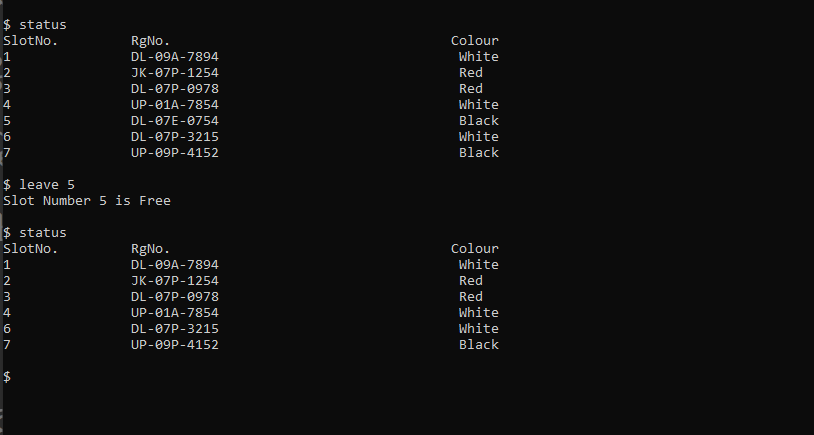 $ status
SlotNo. RgNo. Colour
1 DL-09A-7894 White
2 JK-07P-1254 Red
3 DL-07P-0978 Red
4 UP-01A-7854 White
5 DL-07E-0754 Black
6 DL-07P-3215 White
7 UP-09P-4152 Black
$ leave 5
Slot Number 5 is Free
$ status
SlotNo. RgNo. Colour
1 DL-09A-7894 White
2 JK-07P-1254 Red
3 DL-07P-0978 Red
4 UP-01A-7854 White
6 DL-07P-3215 White
7 UP-09P-4152 Black
$